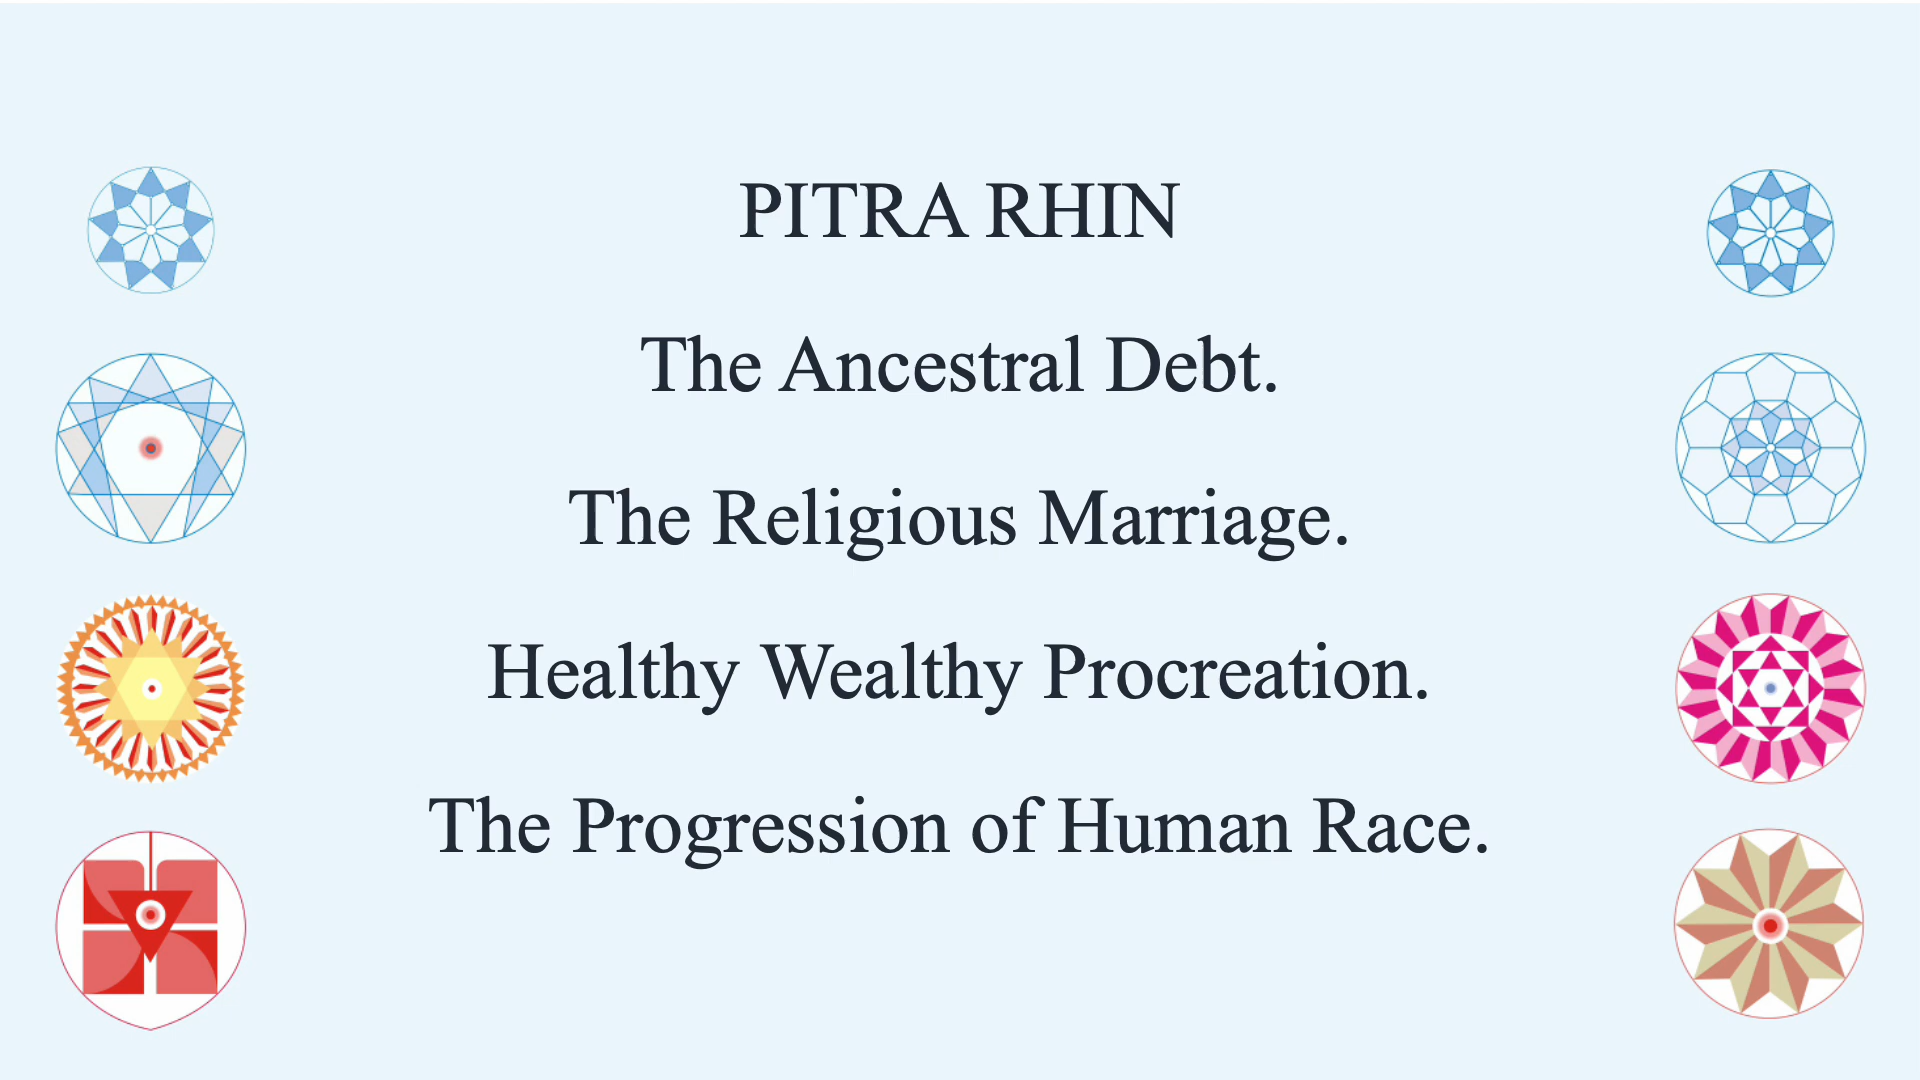 PITRA RHIN
The Ancestral Debt.
The Religious Marriage.
Healthy Wealthy Procreation.
The Progression of Human Race.